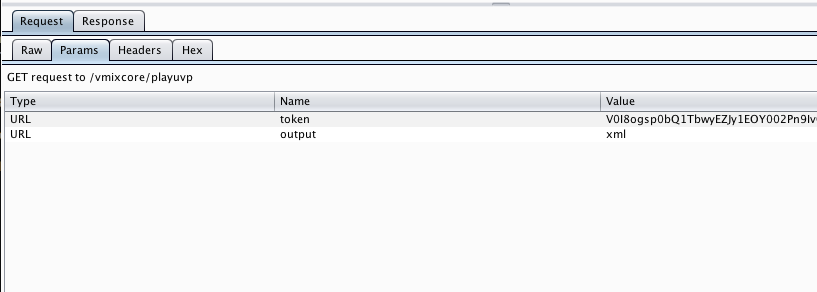 Request Response
Raw Params Headers Hex
GET request to /vmixcore/playuvp
Type Name Value
URL token
URL output xml